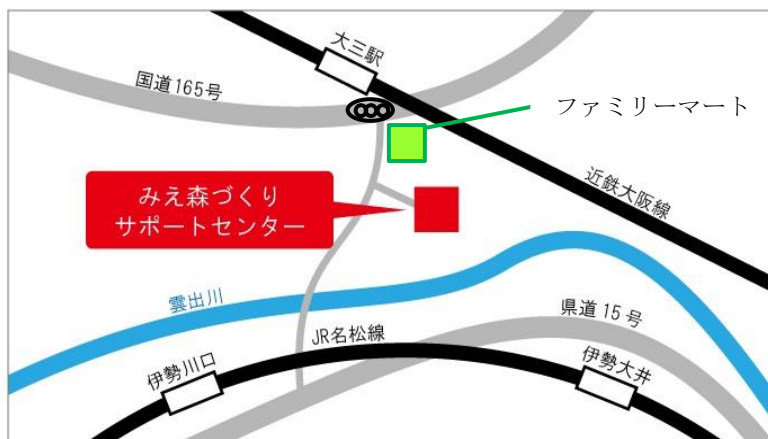 大三駅
国道165号
ファミリーマート
近鉄大阪線
みえ森づくり
サポートセンター
雲出川
県道15号
JR名松線
伊勢川口
伊勢大井